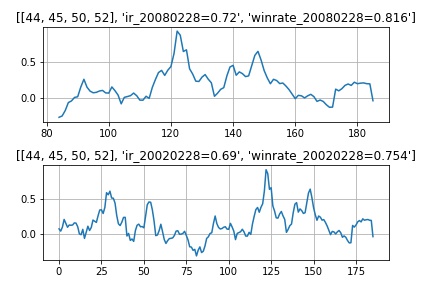 [[44, 45, 50, 52], 'ir_20080228=0.72', 'winrate_20080228=0.816']
0.5
0.0
80 100 120 140 160 180
[[44, 45, 50, 52], 'ir_20020228=0.69', 'winrate_20020228=0.754']
0.5
0.0
0 25 50 75 100 125 150 175